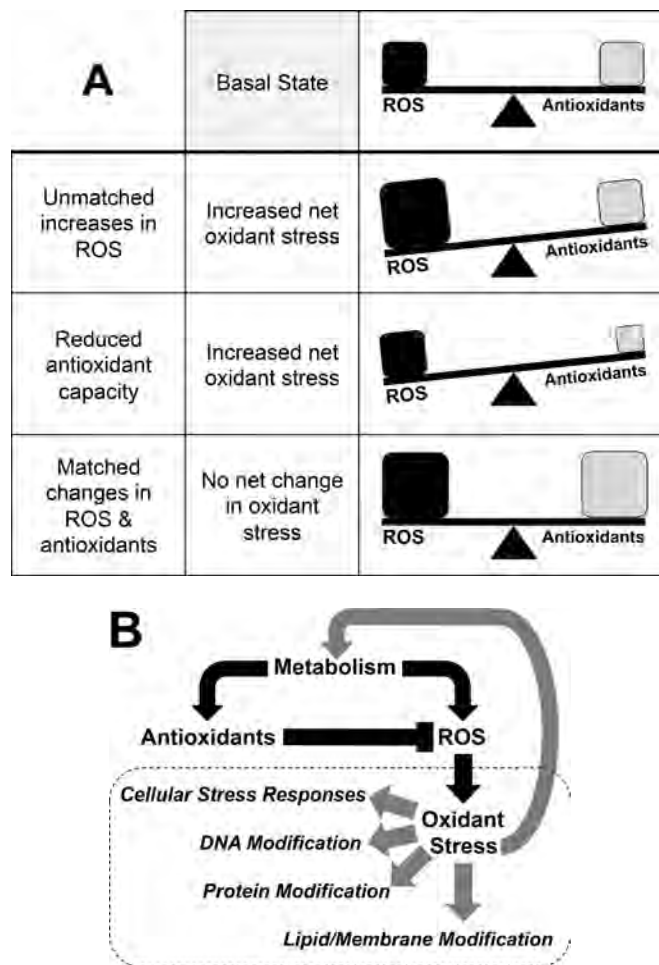 A
Basal State
ROS
Antioxidants
Unmatched
increases in
ROS
Increased net
oxidant stress
ROS
Antioxidants
Reduced
antioxidant
capacity
Increased net
oxidant stress
ROS
Antioxidants
Matched
changes in
ROS &
antioxidants
No net change
in oxidant
stress
ROS
Antioxidants
B
Metabolism
Antioxidants
ROS
Cellular Stress Responses
Oxidant
Stress
DNA Modification
Protein Modification
Lipid/Membrane Modification